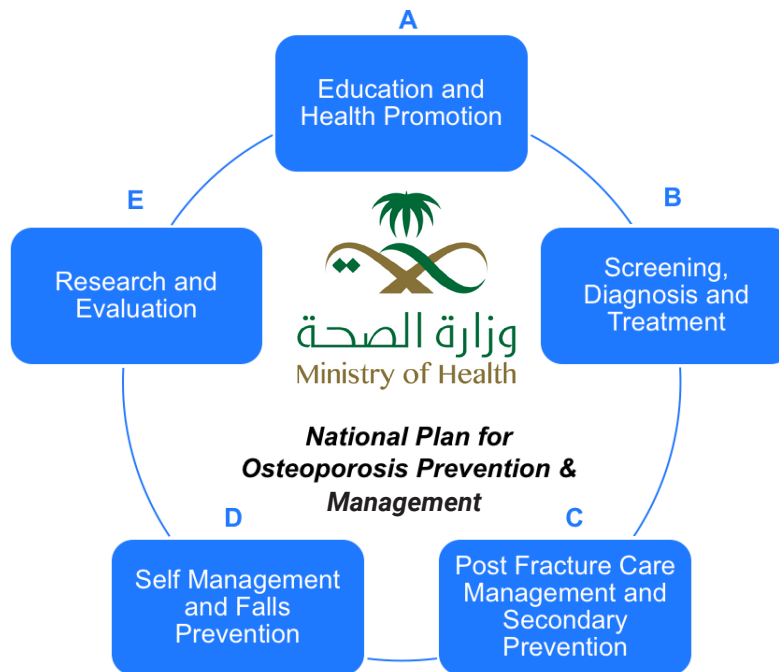 A
Education and
Health Promotion
B
Screening,
Diagnosis and
Treatment
C
Post Fracture Care
Management and
Secondary
Prevention
D
Self Management
and Falls
Prevention
E
Research and
Evaluation
وزارة الصحة
Ministry of Health
National Plan for
Osteoporosis Prevention &
Management